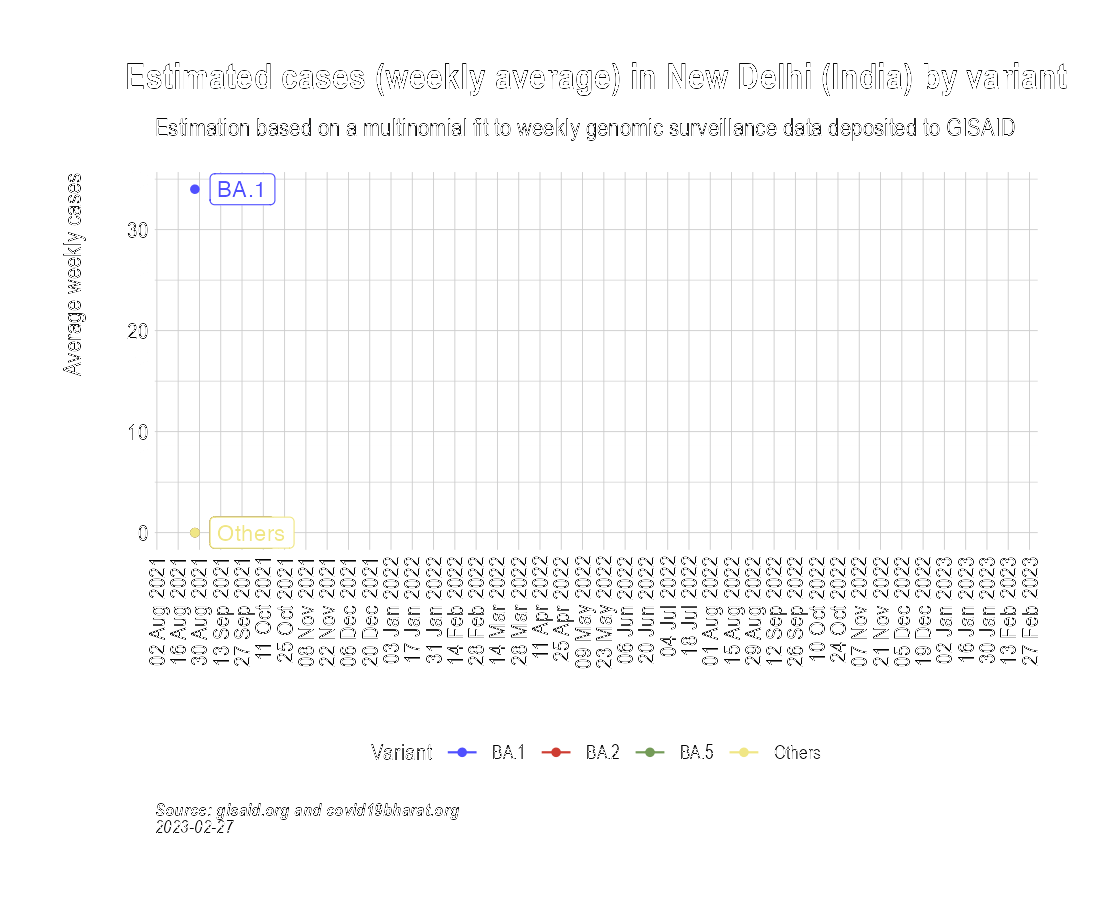 Estimated cases (weekly average) in New Delhi (India) by variant
Estimation based on a multinomial fit to weekly genomic surveillance data deposited to GISAID
Average weekly cases
30
20
10
0
BA.1
Others
02 Aug 2021
16 Aug 2021
30 Aug 2021
13 Sep 2021
27 Sep 2021
11 Oct 2021
25 Oct 2021
08 Nov 2021
22 Nov 2021
06 Dec 2021
20 Dec 2021
03 Jan 2022
17 Jan 2022
31 Jan 2022
14 Feb 2022
28 Feb 2022
14 Mar 2022
28 Mar 2022
11 Apr 2022
25 Apr 2022
09 May 2022
23 May 2022
06 Jun 2022
20 Jun 2022
04 Jul 2022
18 Jul 2022
01 Aug 2022
15 Aug 2022
29 Aug 2022
12 Sep 2022
26 Sep 2022
10 Oct 2022
24 Oct 2022
07 Nov 2022
21 Nov 2022
05 Dec 2022
19 Dec 2022
02 Jan 2023
16 Jan 2023
30 Jan 2023
13 Feb 2023
27 Feb 2023
Variant BA.1 BA.2 BA.5 Others
Source: gisaid.org and covid19bharat.org
2023-02-27